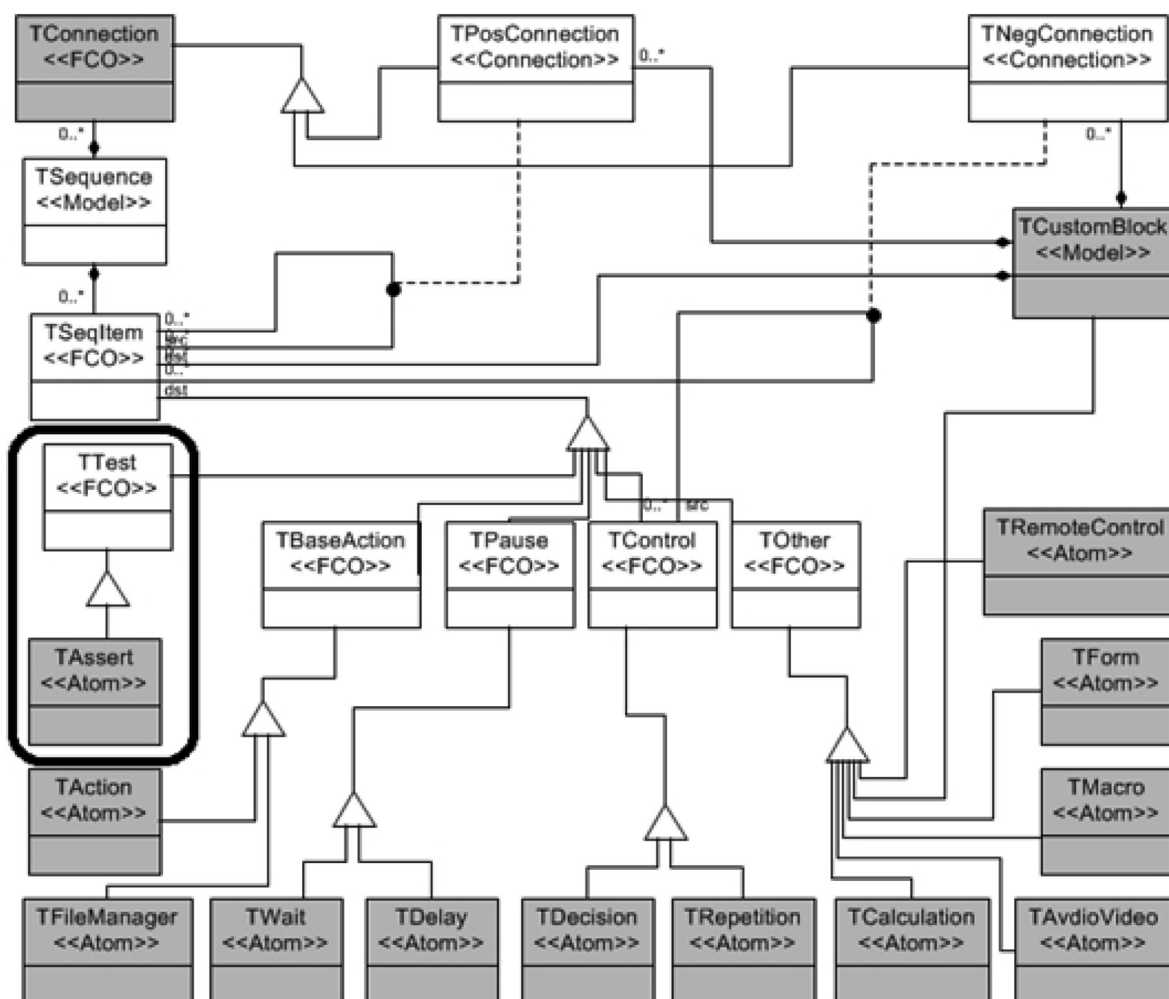 TConnection
<<FCO>>
TPosConnection
<<Connection>>
0..*
TNegConnection
<<Connection>>
0..*
0..*
TSequence
<<Model>>
TCustomBlock
<<Model>>
0..*
TSeqItem
<<FCO>>
0..*
src
dst
0..*
dst
TTest
<<FCO>>
0..*
src
TBaseAction
<<FCO>>
TPause
<<FCO>>
TControl
<<FCO>>
TOther
<<FCO>>
TRemoteControl
<<Atom>>
TAssert
<<Atom>>
TForm
<<Atom>>
TAction
<<Atom>>
TMacro
<<Atom>>
TFileManager
<<Atom>>
TWait
<<Atom>>
TDelay
<<Atom>>
TDecision
<<Atom>>
TRepetition
<<Atom>>
TCalculation
<<Atom>>
TAvdioVideo
<<Atom>>